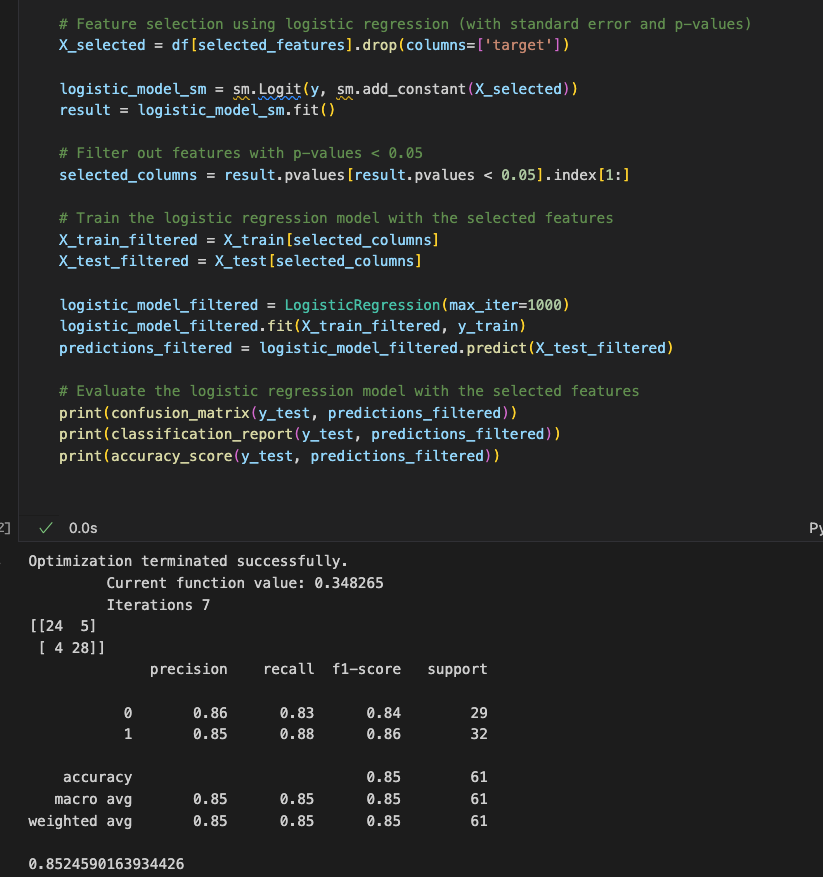 # Feature selection using logistic regression (with standard error and p-values)
X_selected = df[selected_features].drop(columns=['target'])
logistic_model_sm = sm.Logit(y, sm.add_constant(X_selected))
result = logistic_model_sm.fit()
# Filter out features with p-values < 0.05
selected_columns = result.pvalues[result.pvalues < 0.05].index[1:]
# Train the logistic regression model with the selected features
X_train_filtered = X_train[selected_columns]
X_test_filtered = X_test[selected_columns]
logistic_model_filtered = LogisticRegression(max_iter=1000)
logistic_model_filtered.fit(X_train_filtered, y_train)
predictions_filtered = logistic_model_filtered.predict(X_test_filtered)
# Evaluate the logistic regression model with the selected features
print(confusion_matrix(y_test, predictions_filtered))
print(classification_report(y_test, predictions_filtered))
print(accuracy_score(y_test, predictions_filtered))
2] ✓ 0.0s Py
Optimization terminated successfully.
Current function value: 0.348265
Iterations 7
[[24  5]
[ 4 28]]
precision recall f1-score support
0 0.86 0.83 0.84 29
1 0.85 0.88 0.86 32
accuracy 0.85 61
macro avg 0.85 0.85 0.85 61
weighted avg 0.85 0.85 0.85 61
0.8524590163934426